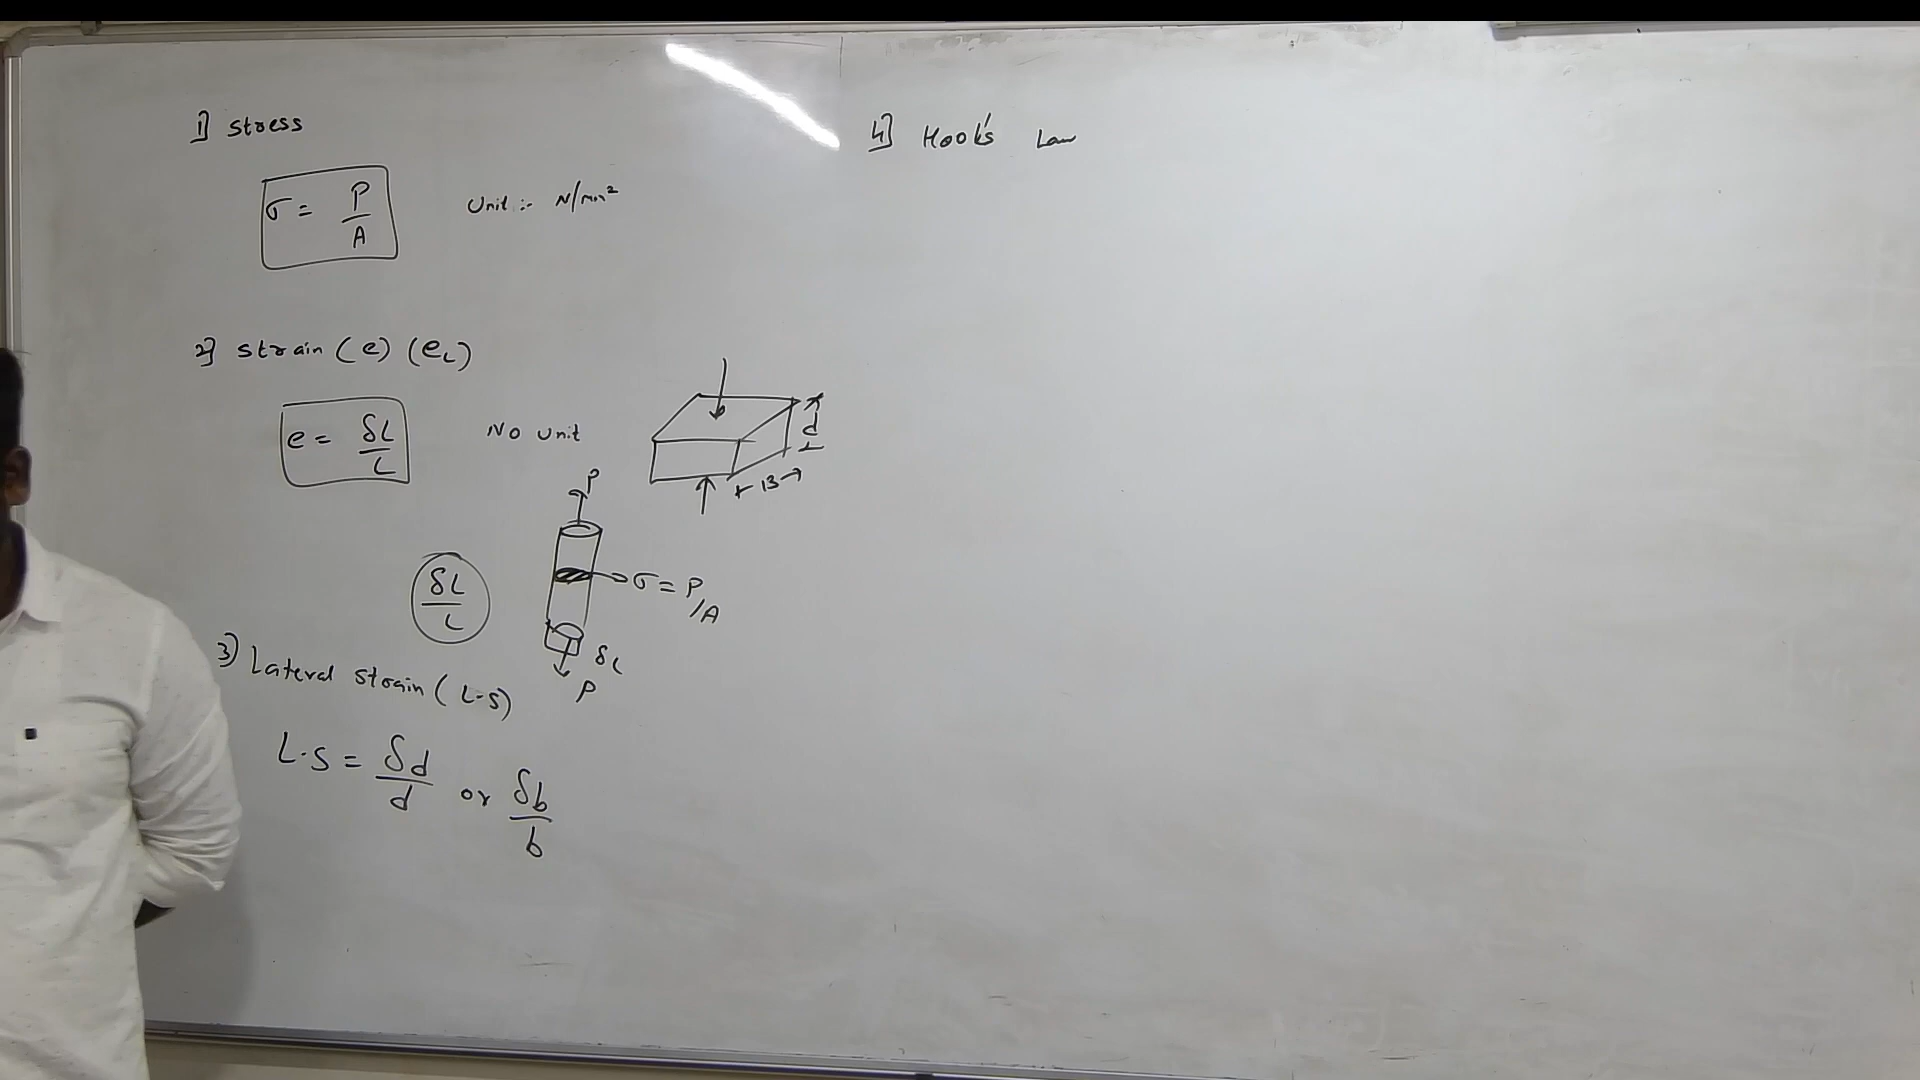 1] Stress
σ = P/A
Unit :- N/mm²
2] Strain (e) (eL)
e = δL/L
No Unit
d
B
P
σ = P/A
δL/L
δL
P
3) Lateral Strain (L.S)
L.S = δd/d or δb/b
4] Hook's Law